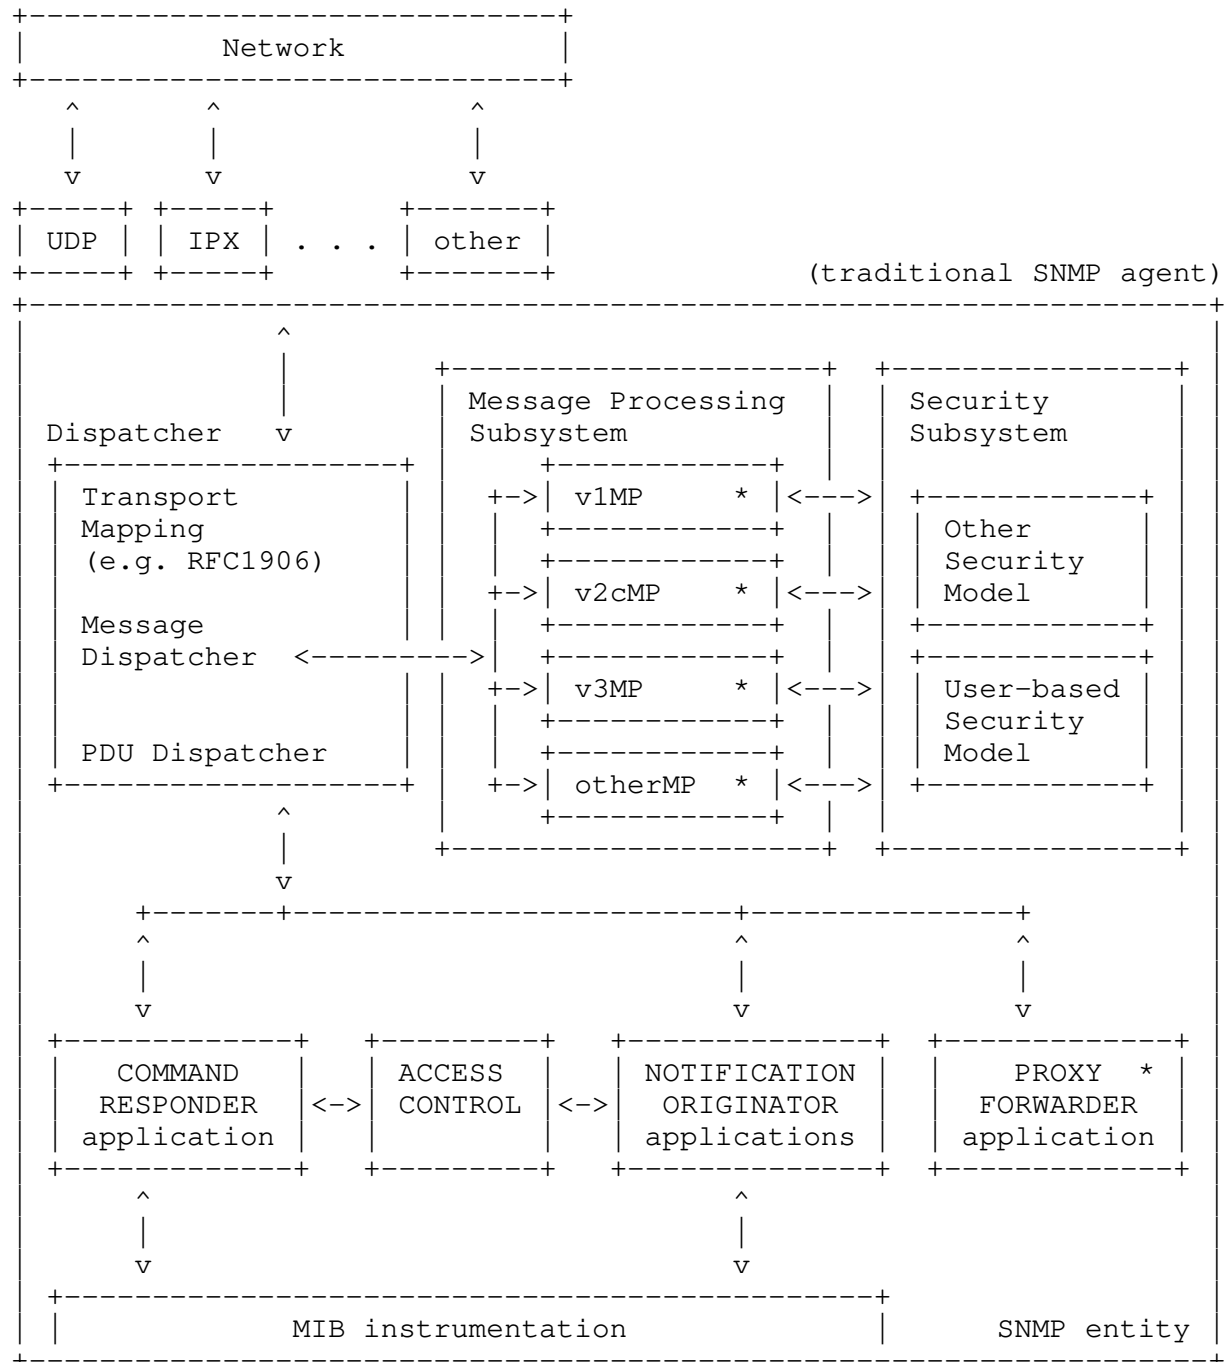 Network
UDP IPX . . . other
(traditional SNMP agent)
Message Processing Security
Dispatcher Subsystem Subsystem
Transport v1MP *
Mapping Other
(e.g. RFC1906) Security
v2cMP * Model
Message
Dispatcher
v3MP * User-based
Security
PDU Dispatcher Model
otherMP *
COMMAND ACCESS NOTIFICATION PROXY *
RESPONDER CONTROL ORIGINATOR FORWARDER
application applications application
MIB instrumentation SNMP entity